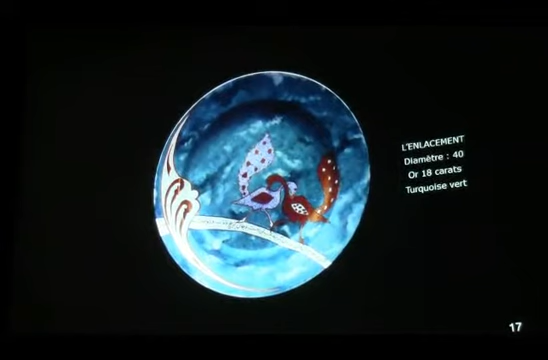 L'ENLACEMENT
Diamètre : 40
Or 18 carats
Turquoise vert
17